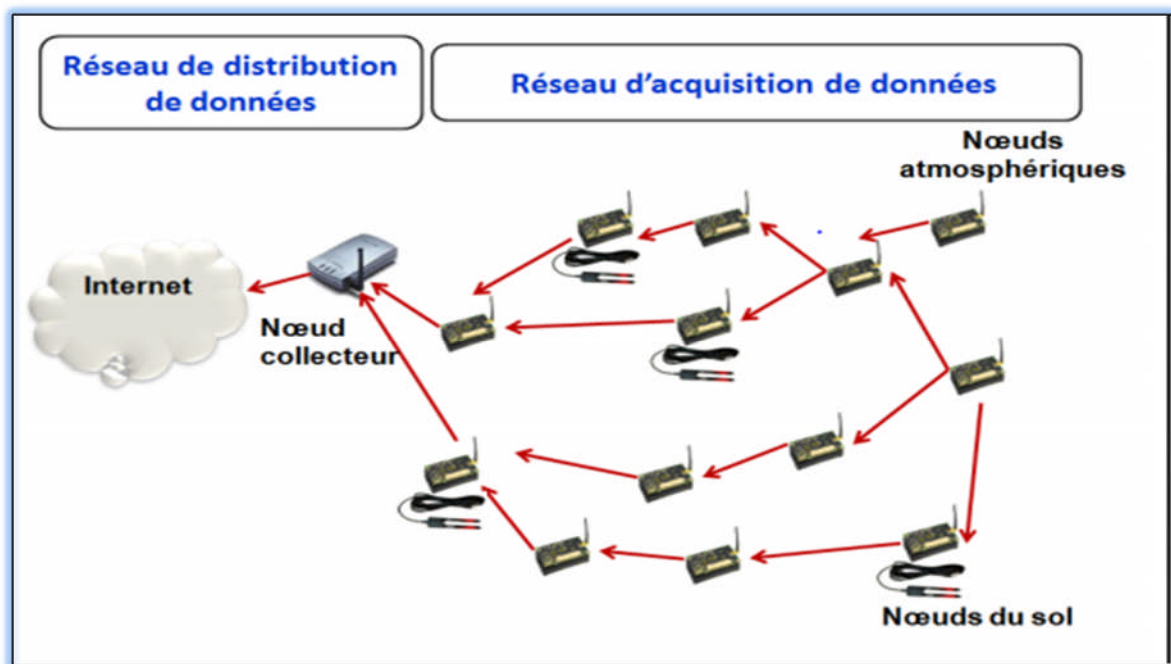 Réseau de distribution
de données
Réseau d'acquisition de données
Nœuds
atmosphériques
Internet
Nœud
collecteur
Nœuds du sol